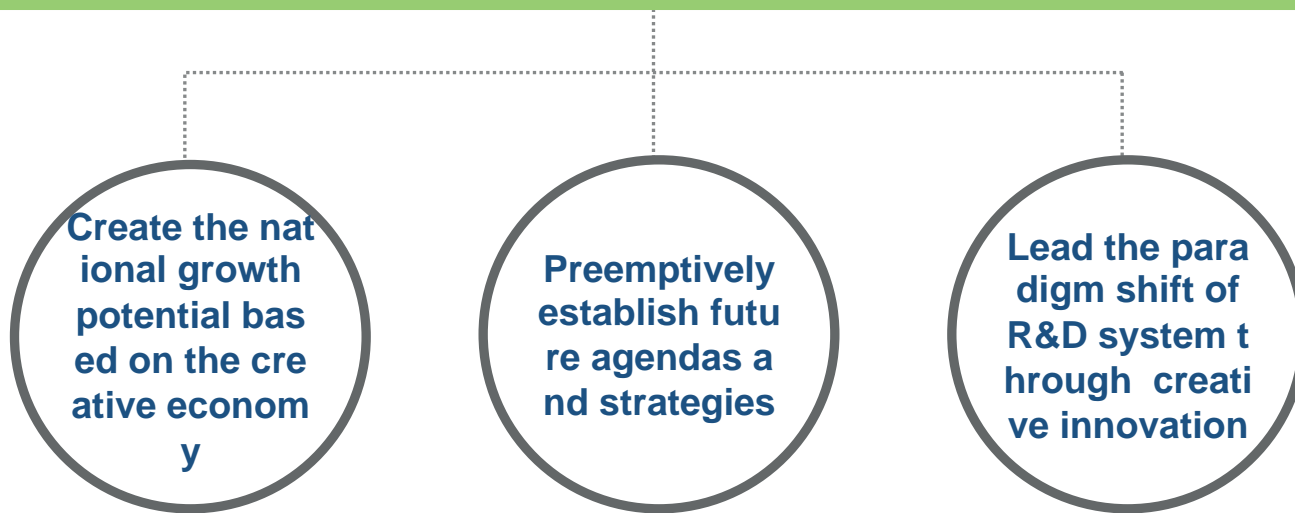 Create the nat
ional growth
potential bas
ed on the cre
ative econom
y
Preemptively
establish futu
re agendas a
nd strategies
Lead the para
digm shift of
R&D system t
hrough  creati
ve innovation